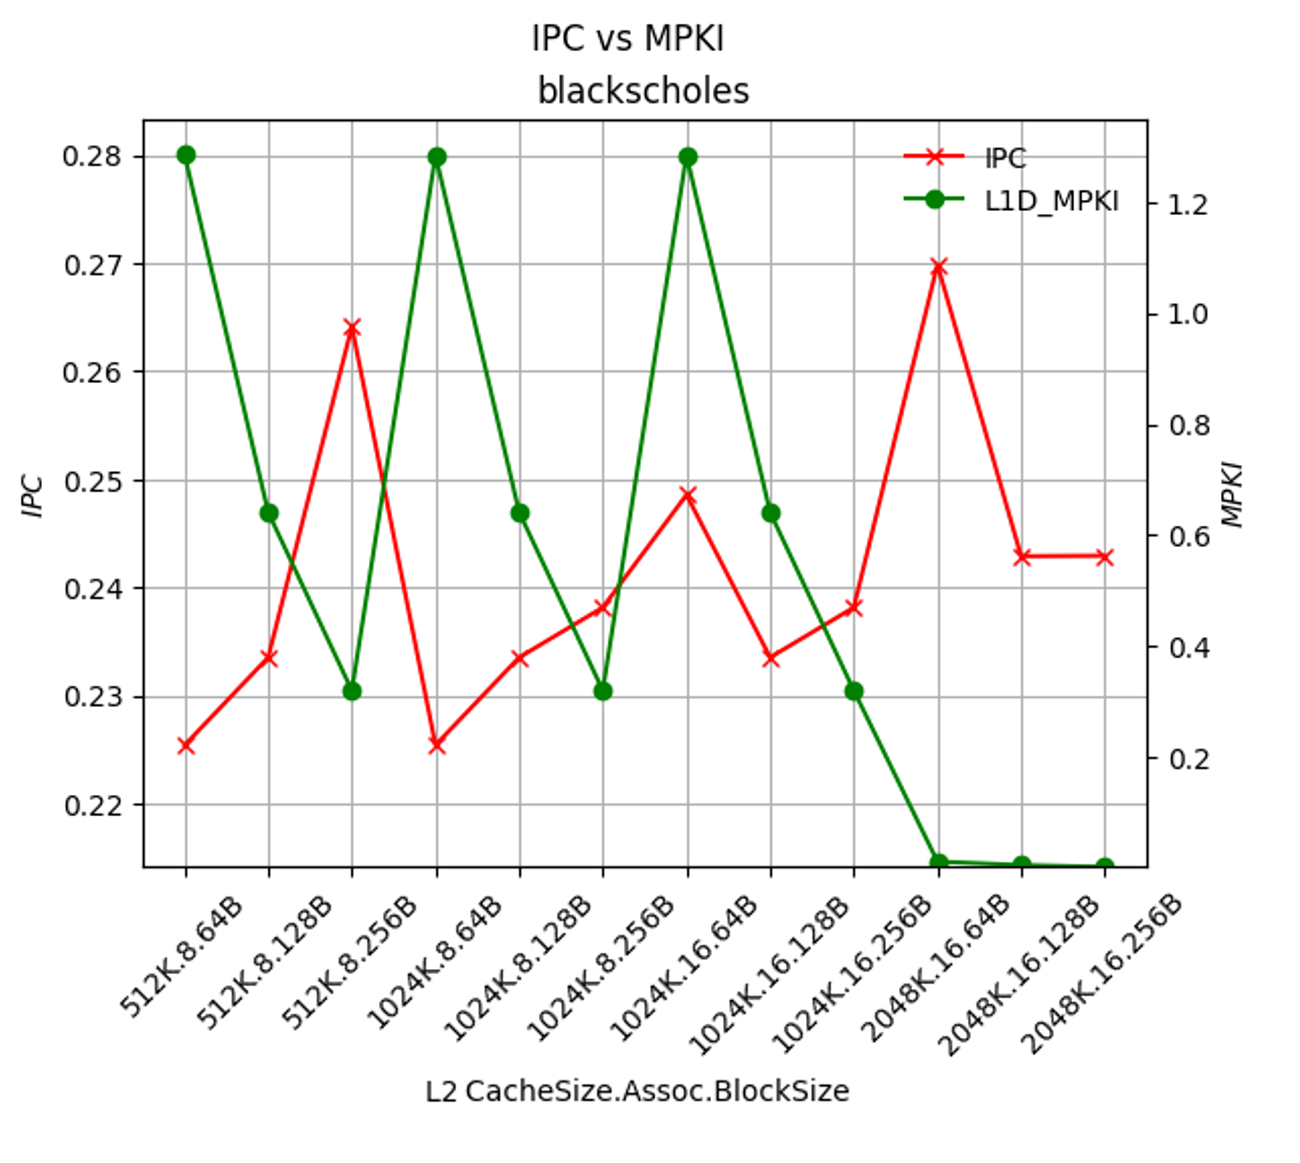 IPC vs MPKI
blackscholes
IPC
L1D_MPKI
0.28
0.27
0.26
0.25
0.24
0.23
0.22
IPC
1.2
1.0
0.8
0.6
0.4
0.2
MPKI
512K.8.64B
512K.8.128B
512K.8.256B
1024K.8.64B
1024K.8.128B
1024K.8.256B
1024K.16.64B
1024K.16.128B
1024K.16.256B
2048K.16.64B
2048K.16.128B
2048K.16.256B
L2 CacheSize.Assoc.BlockSize